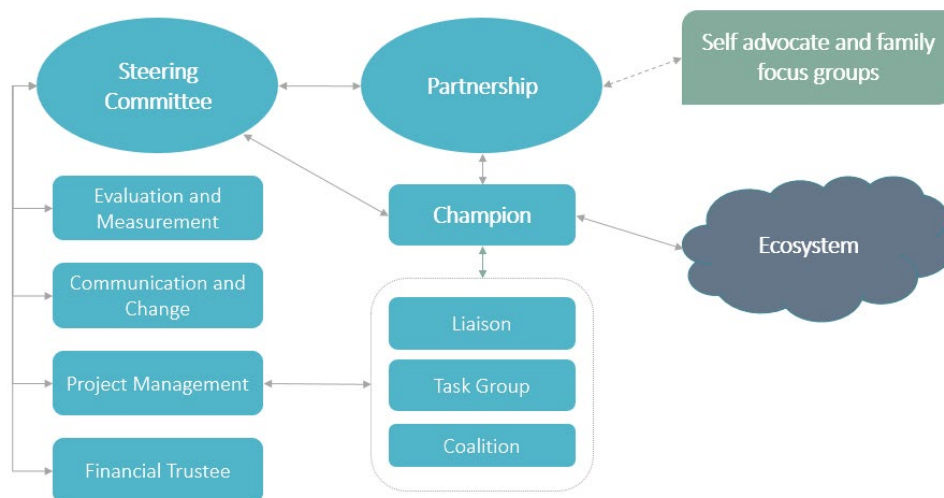 Steering
Committee
Partnership
Self advocate and family
focus groups
Evaluation and
Measurement
Champion
Ecosystem
Communication and
Change
Liaison
Project Management
Task Group
Coalition
Financial Trustee